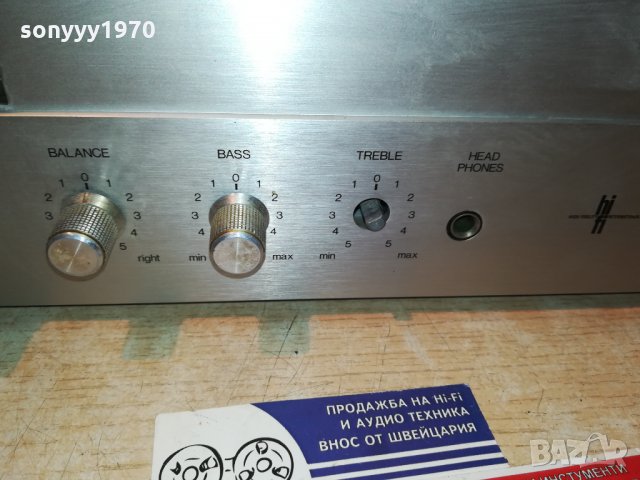 sonyyy1970
BALANCE
BASS
TREBLE
HEAD
PHONES
1 0 1
2 2
3 3
4
5
right
1 0 1
2 2
3 3
4 4
min max
1 0 1
2 2
3 3
4 4
5 5
min max
hi
ПРОДАЖБА НА Hi-Fi
И АУДИО ТЕХНИКА
ВНОС ОТ ШВЕЙЦАРИЯ
BAZAR
ИНСТУМЕНТИ